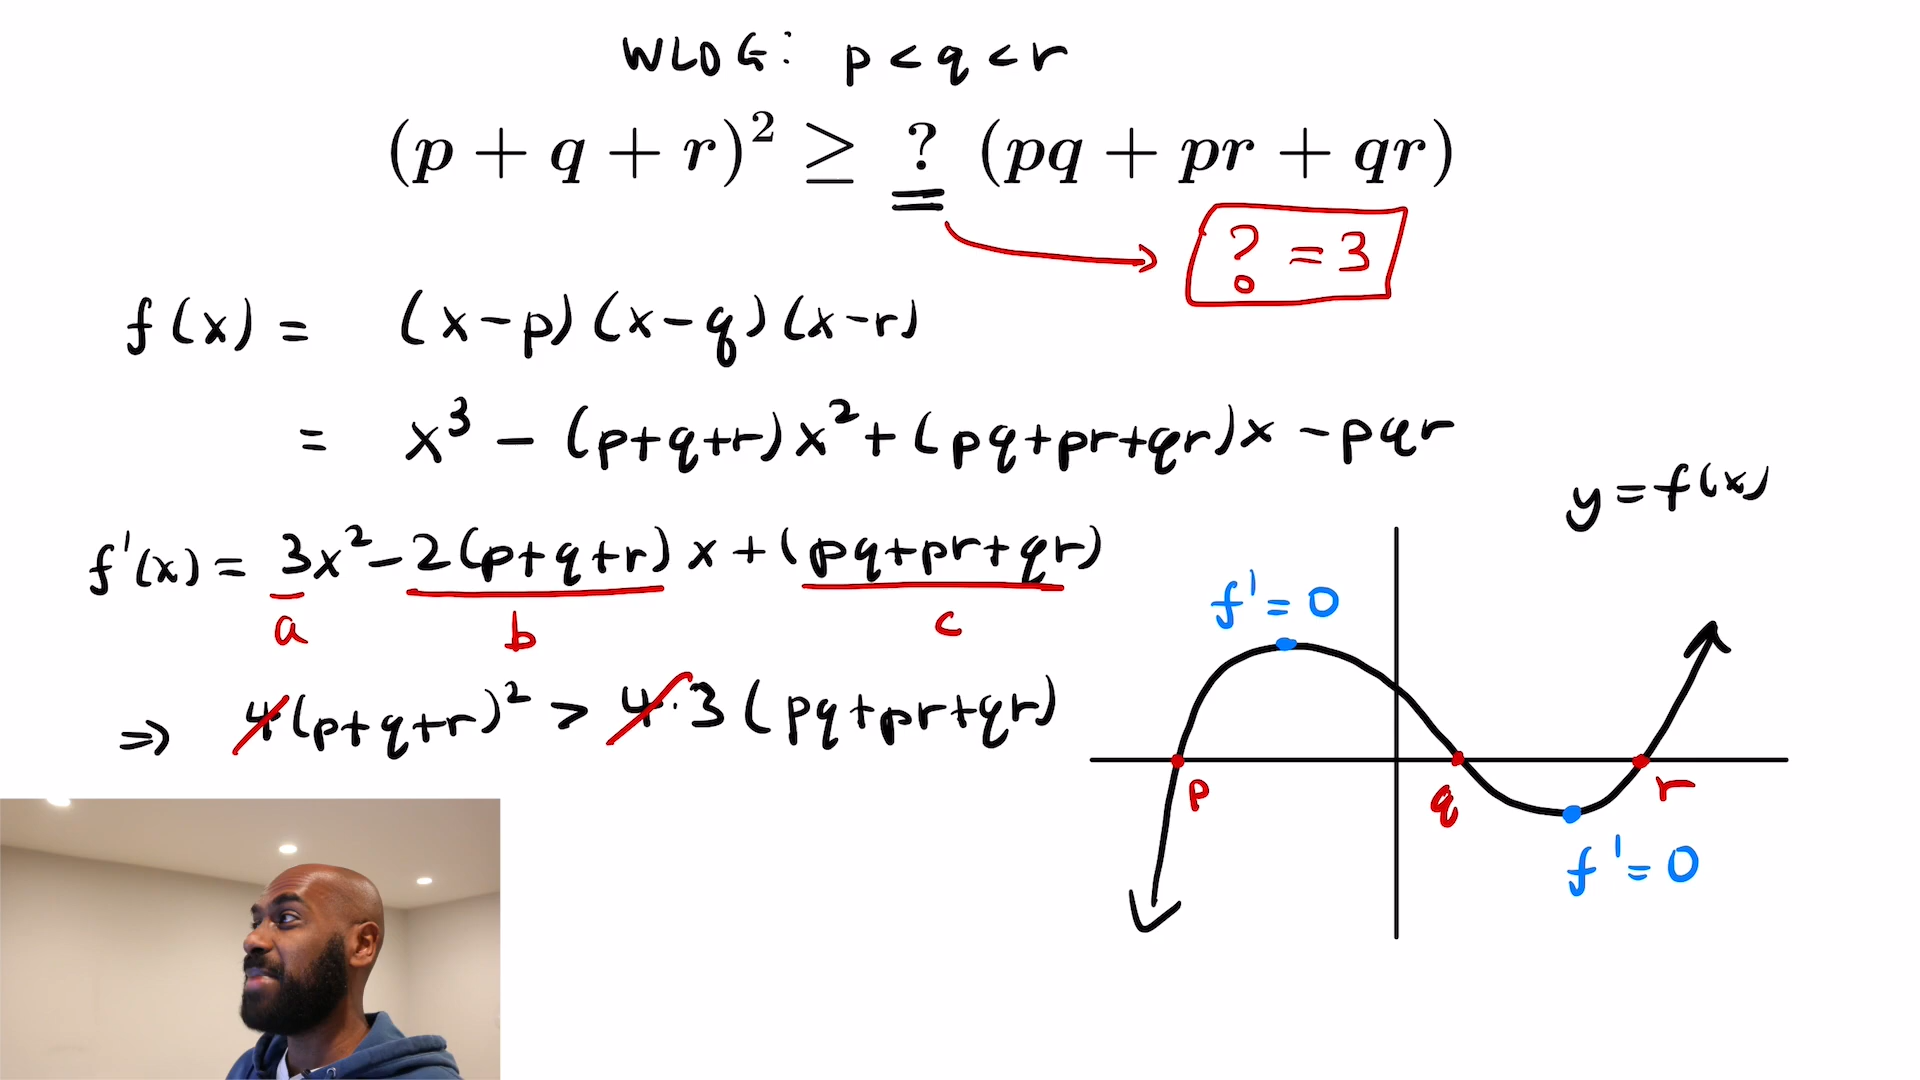 WLOG: p < q < r
(p + q + r)² ≥ ? (pq + pr + qr)
? = 3
f(x) = (x-p)(x-q)(x-r)
= x³ - (p+q+r)x² + (pq+pr+qr)x - pqr
y = f(x)
f'(x) = 3x² - 2(p+q+r)x + (pq+pr+qr)
a b c
f' = 0
⇒ 4(p+q+r)² > 4·3(pq+pr+qr)
p q r
f' = 0